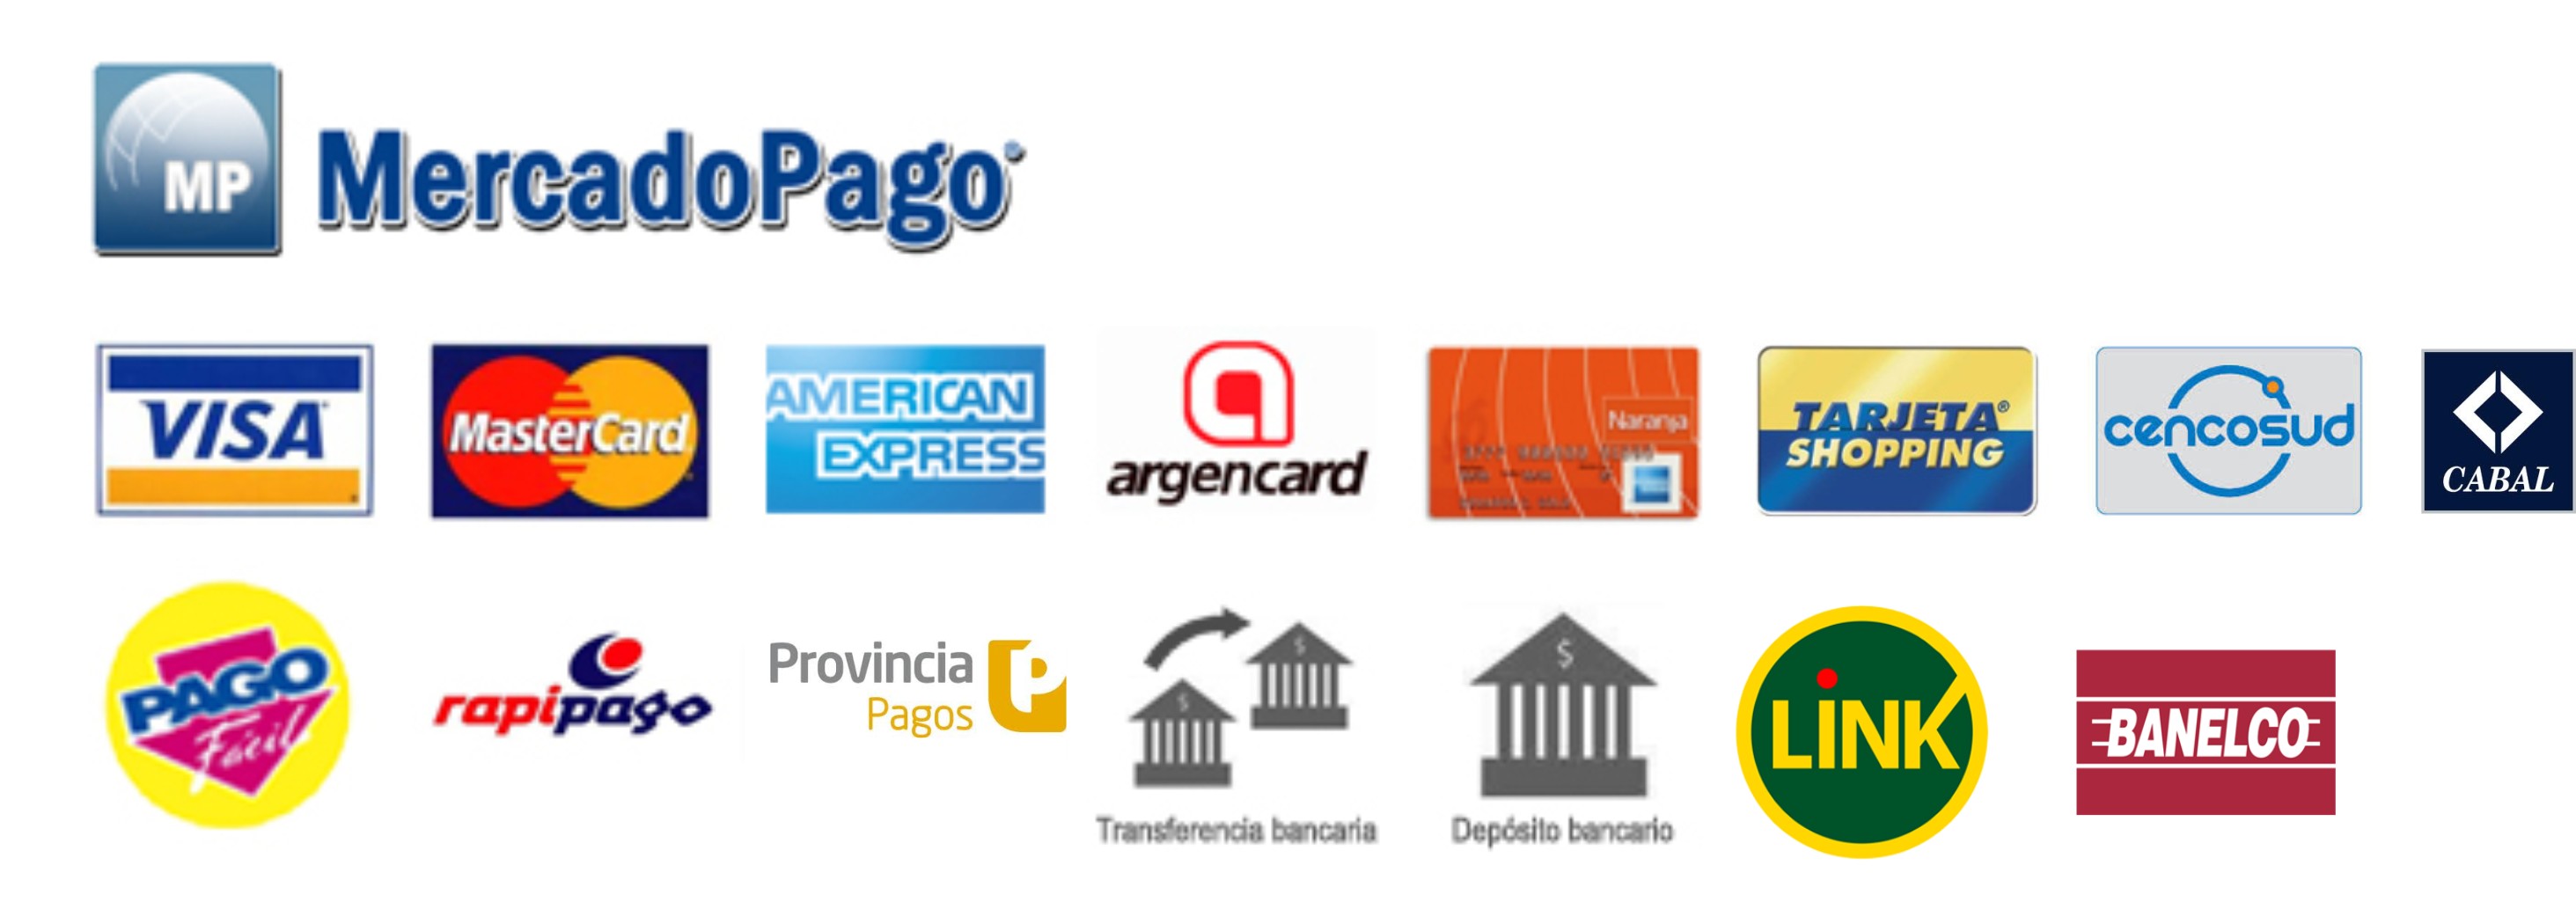 MP MercadoPago
VISA
MasterCard
AMERICAN
EXPRESS
argencard
Naranja
TARJETA®
SHOPPING
cencosud
CABAL
PAGO
Fácil
rapipago
Provincia
Pagos
$
$
Transferencia bancaria
$
Depósito bancario
LINK
BANELCO